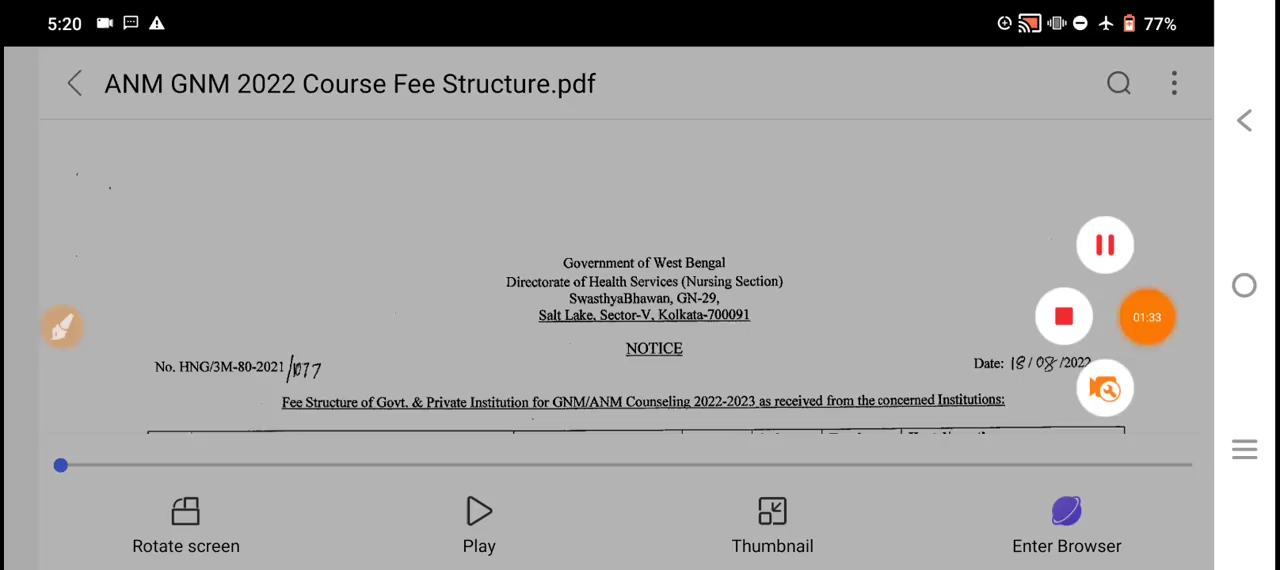 5:20
77%
ANM GNM 2022 Course Fee Structure.pdf
Government of West Bengal
Directorate of Health Services (Nursing Section)
SwasthyaBhawan, GN-29,
Salt Lake, Sector-V, Kolkata-700091
NOTICE
No. HNG/3M-80-2021/1077
Date: 18/08/2022
Fee Structure of Govt. & Private Institution for GNM/ANM Counseling 2022-2023 as received from the concerned Institutions:
01:33
Rotate screen
Play
Thumbnail
Enter Browser